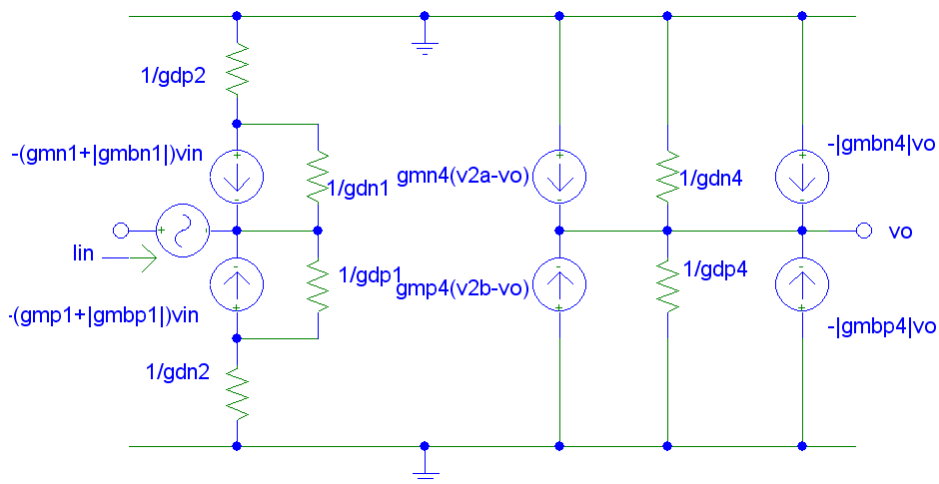 1/gdp2
-(gmn1+|gmbn1|)vin
1/gdn1
gmn4(v2a-vo)
1/gdn4
-|gmbn4|vo
Iin
vo
1/gdp1
gmp4(v2b-vo)
1/gdp4
-(gmp1+|gmbp1|)vin
-|gmbp4|vo
1/gdn2